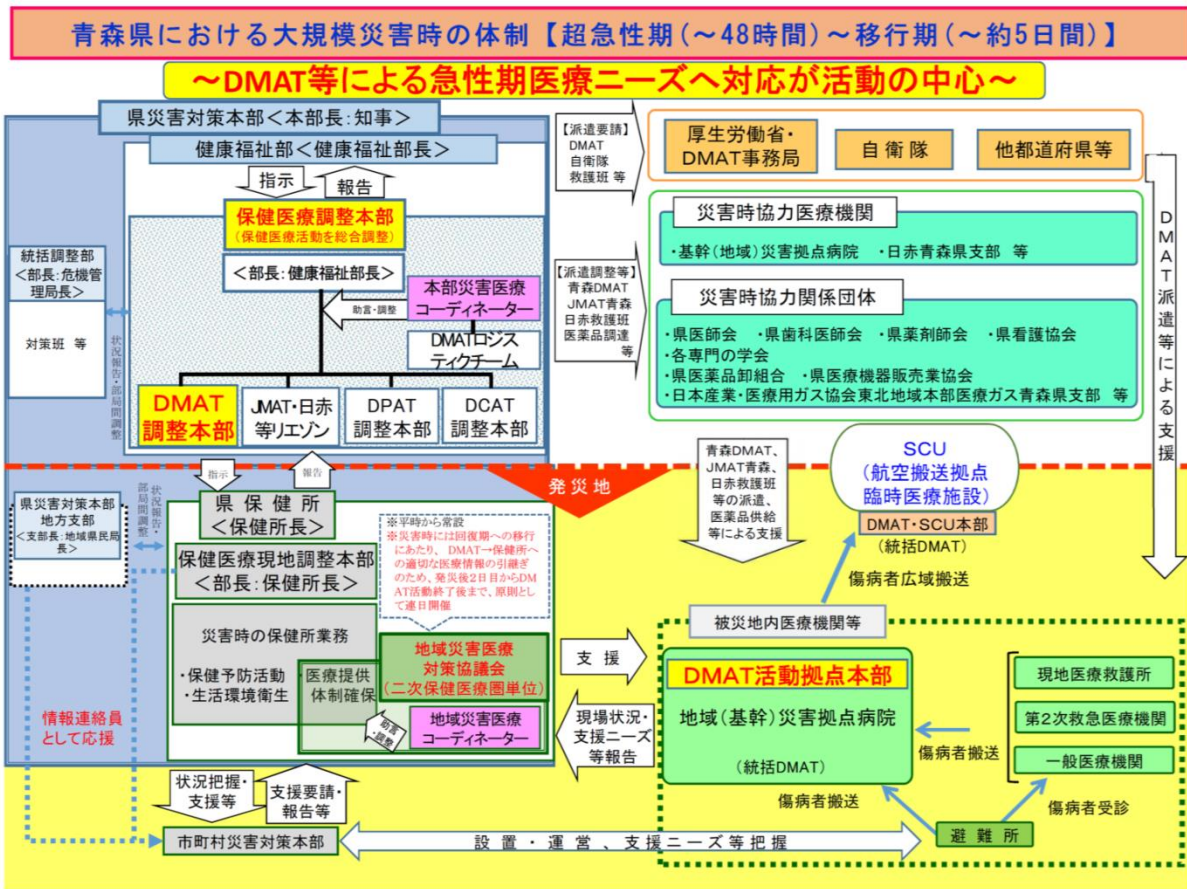 青森県における大規模災害時の体制【超急性期(～48時間)～移行期(～約5日間)】
～DMAT等による急性期医療ニーズへ対応が活動の中心～
県災害対策本部＜本部長：知事＞
健康福祉部＜健康福祉部長＞
指示
報告
保健医療調整本部
(保健医療活動を総合調整)
＜部長：健康福祉部長＞
統括調整部
＜部長：危機管
理局長＞
対策班 等
状況報告・部局間調整
助言・調整
本部災害医療
コーディネーター
DMATロジス
ティクチーム
DMAT
調整本部
JMAT・日赤
等リエゾン
DPAT
調整本部
DCAT
調整本部
【派遣要請】
DMAT
自衛隊
救護班 等
厚生労働省・
DMAT事務局
自衛隊
他都道府県等
【派遣調整等】
青森DMAT
JMAT青森
日赤救護班
医薬品調達
等
災害時協力医療機関
・基幹(地域)災害拠点病院 ・日赤青森県支部 等
災害時協力関係団体
・県医師会 ・県歯科医師会 ・県薬剤師会 ・県看護協会
・各専門の学会
・県医薬品卸組合 ・県医療機器販売業協会
・日本産業・医療用ガス協会東北地域本部医療ガス青森県支部 等
DMAT派遣等による支援
指示
報告
発災地
青森DMAT、
JMAT青森、
日赤救護班
等の派遣、
医薬品供給
等による支援
SCU
(航空搬送拠点
臨時医療施設)
DMAT・SCU本部
(統括DMAT)
傷病者広域搬送
県災害対策本部
地方支部
＜支部長：地域県民局
長＞
状況報告・
部局間調整
県保健所
＜保健所長＞
保健医療現地調整本部
＜部長：保健所長＞
※平時から常設
※災害時には回復期への移行
にあたり、DMAT→保健所へ
の適切な医療情報の引継ぎ
のため、発災後2日目からDM
AT活動終了後まで、原則とし
て連日開催
災害時の保健所業務
・保健予防活動
・生活環境衛生
・医療提供
体制確保
地域災害医療
対策協議会
(二次保健医療圏単位)
助言・調整
地域災害医療
コーディネーター
情報連絡員
として応援
支援
現場状況・
支援ニーズ
等報告
被災地内医療機関等
DMAT活動拠点本部
地域(基幹)災害拠点病院
(統括DMAT)
現地医療救護所
第2次救急医療機関
一般医療機関
傷病者搬送
傷病者搬送
傷病者受診
避難所
状況把握・
支援等
支援要請・
報告等
市町村災害対策本部
設置・運営、支援ニーズ等把握